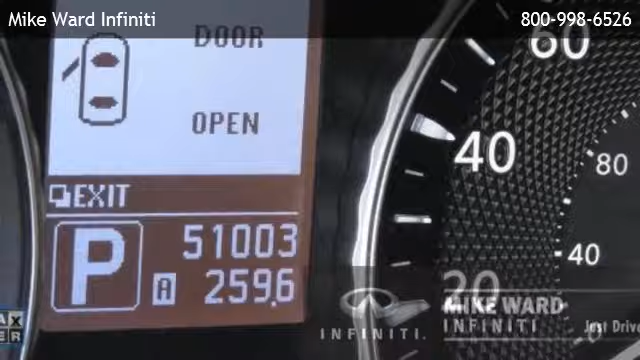 Mike Ward Infiniti 800-998-6526
DOOR
OPEN
EXIT
P
51003
A 259.6
60
40
20
80
40
0
INFINITI.
MIKE WARD
INFINITI
Just Drive